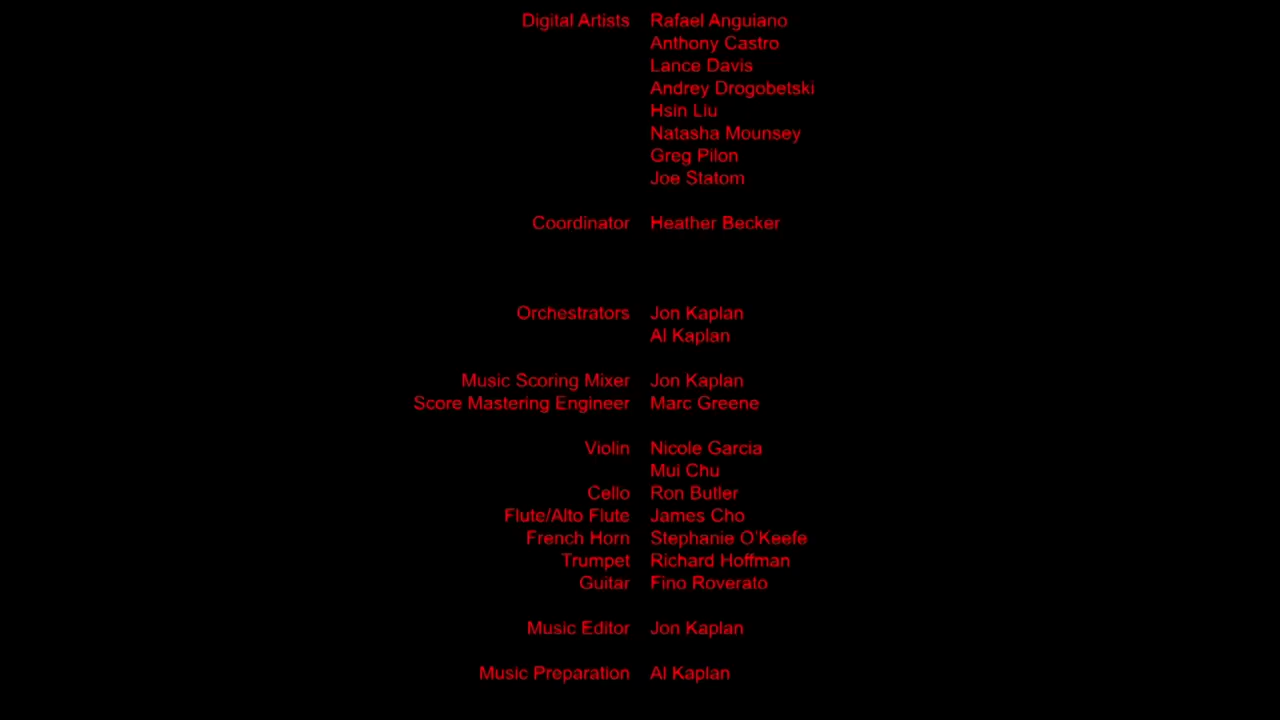 Digital Artists Rafael Anguiano
Anthony Castro
Lance Davis
Andrey Drogobetski
Hsin Liu
Natasha Mounsey
Greg Pilon
Joe Statom
Coordinator Heather Becker
Orchestrators Jon Kaplan
Al Kaplan
Music Scoring Mixer Jon Kaplan
Score Mastering Engineer Marc Greene
Violin Nicole Garcia
Mui Chu
Cello Ron Butler
Flute/Alto Flute James Cho
French Horn Stephanie O'Keefe
Trumpet Richard Hoffman
Guitar Fino Roverato
Music Editor Jon Kaplan
Music Preparation Al Kaplan